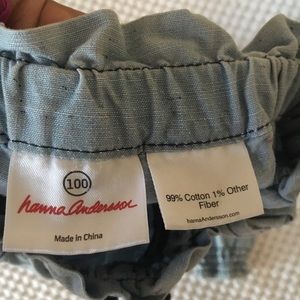 100
hanna Andersson
Made in China
99% Cotton 1% Other
Fiber
hannaAndersson.com